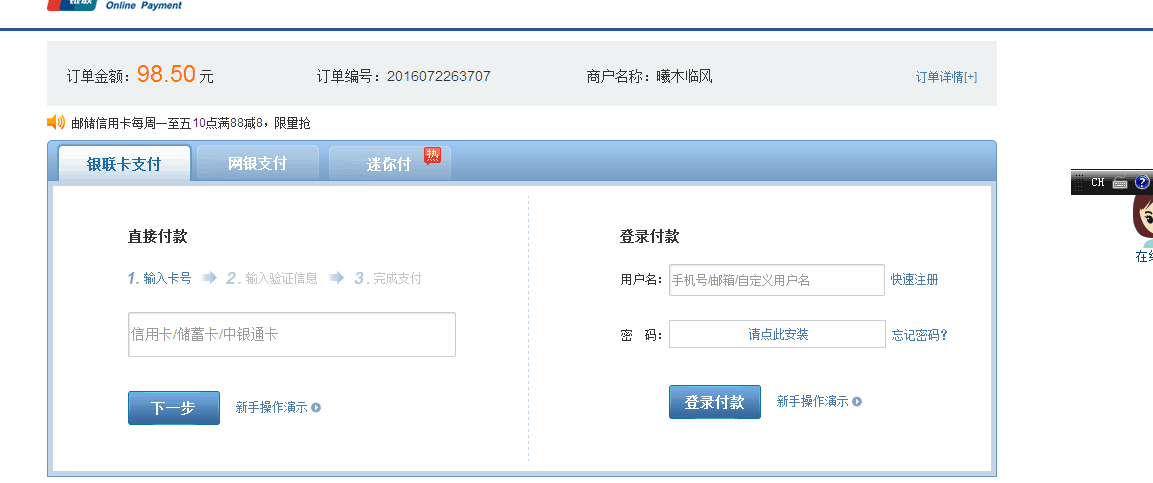 银联
Online Payment
订单金额：98.50 元
订单编号：2016072263707
商户名称：曦木临风
订单详情[+]
邮储信用卡每周一至五10点满88减8，限量抢
银联卡支付
网银支付
迷你付
热
CH
直接付款
1. 输入卡号
2. 输入验证信息
3. 完成支付
信用卡/储蓄卡/中银通卡
下一步
新手操作演示
登录付款
用户名：
手机号/邮箱/自定义用户名
快速注册
密 码：
请点此安装
忘记密码?
登录付款
新手操作演示
在